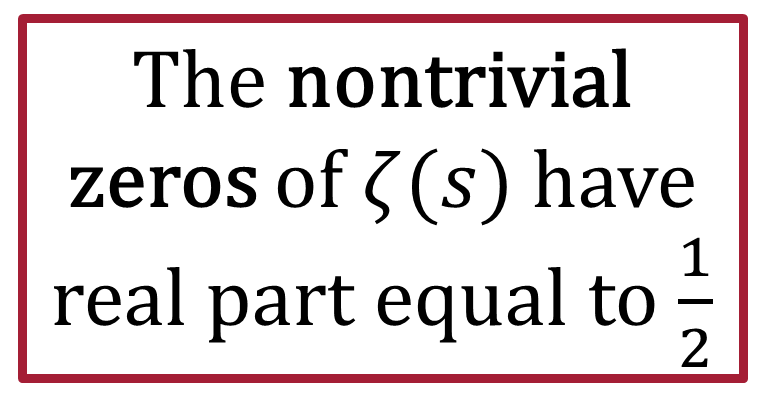 The nontrivial
zeros of ζ(s) have
real part equal to 1/2